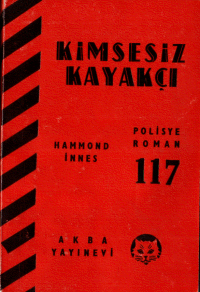 KİMSESİZ
KAYAKÇI
HAMMOND
İNNES
POLİSYE
ROMAN
117
AKBA
YAYINEVİ